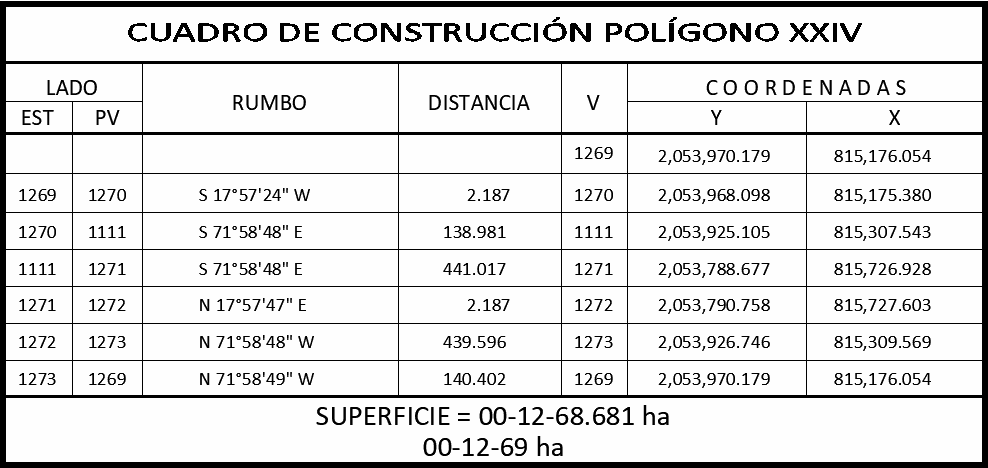 CUADRO DE CONSTRUCCIÓN POLÍGONO XXIV
LADO RUMBO DISTANCIA V COORDENADAS
EST PV Y X
1269 2,053,970.179 815,176.054
1269 1270 S 17°57'24" W 2.187 1270 2,053,968.098 815,175.380
1270 1111 S 71°58'48" E 138.981 1111 2,053,925.105 815,307.543
1111 1271 S 71°58'48" E 441.017 1271 2,053,788.677 815,726.928
1271 1272 N 17°57'47" E 2.187 1272 2,053,790.758 815,727.603
1272 1273 N 71°58'48" W 439.596 1273 2,053,926.746 815,309.569
1273 1269 N 71°58'49" W 140.402 1269 2,053,970.179 815,176.054
SUPERFICIE = 00-12-68.681 ha
00-12-69 ha